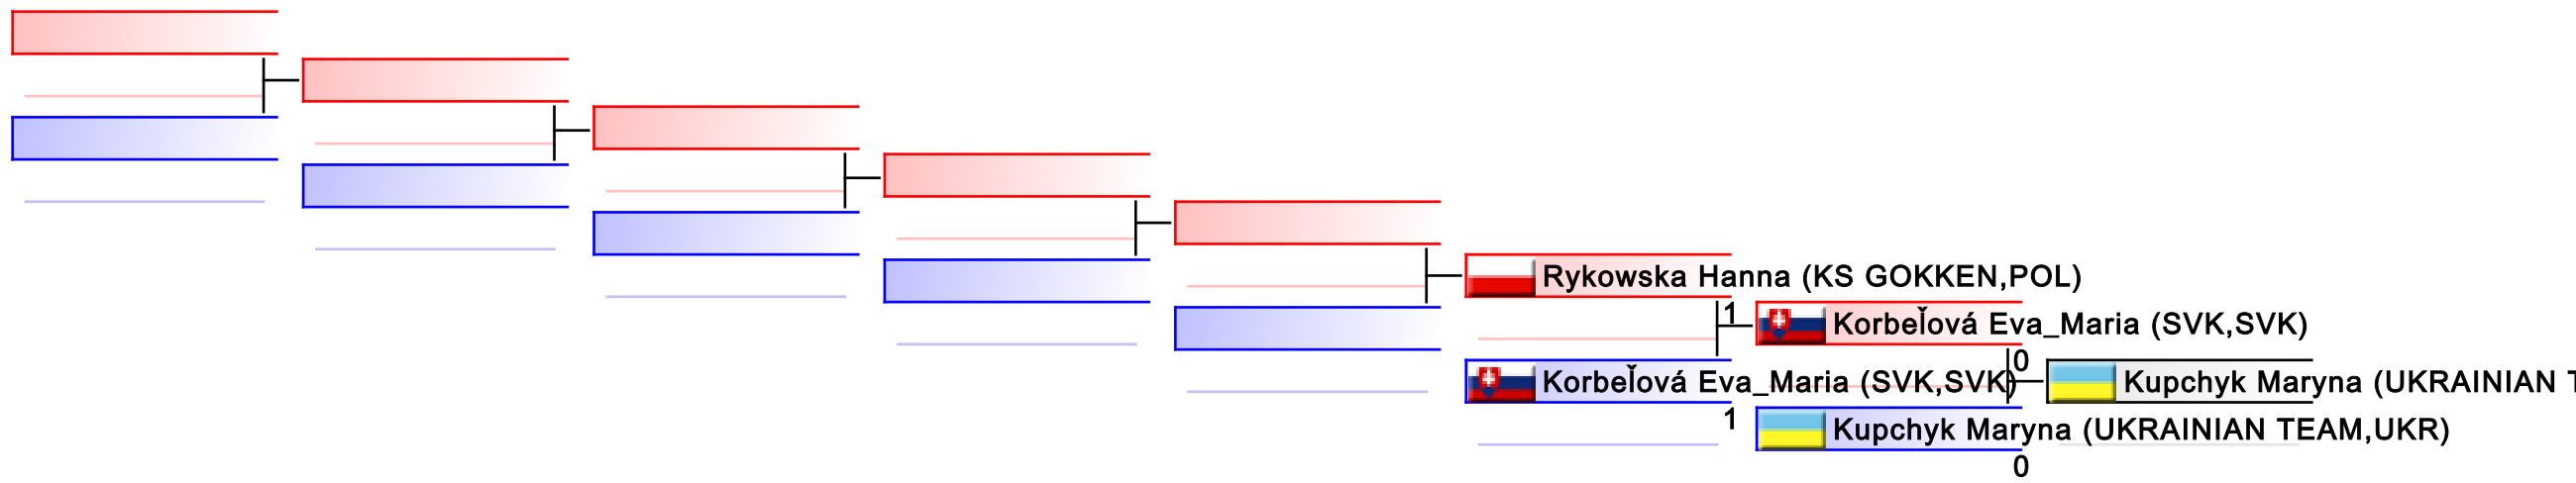 Rykowska Hanna (KS GOKKEN,POL)
1
Korbeľová Eva_Maria (SVK,SVK)
0
Korbeľová Eva_Maria (SVK,SVK)
Kupchyk Maryna (UKRAINIAN T
1
Kupchyk Maryna (UKRAINIAN TEAM,UKR)
0